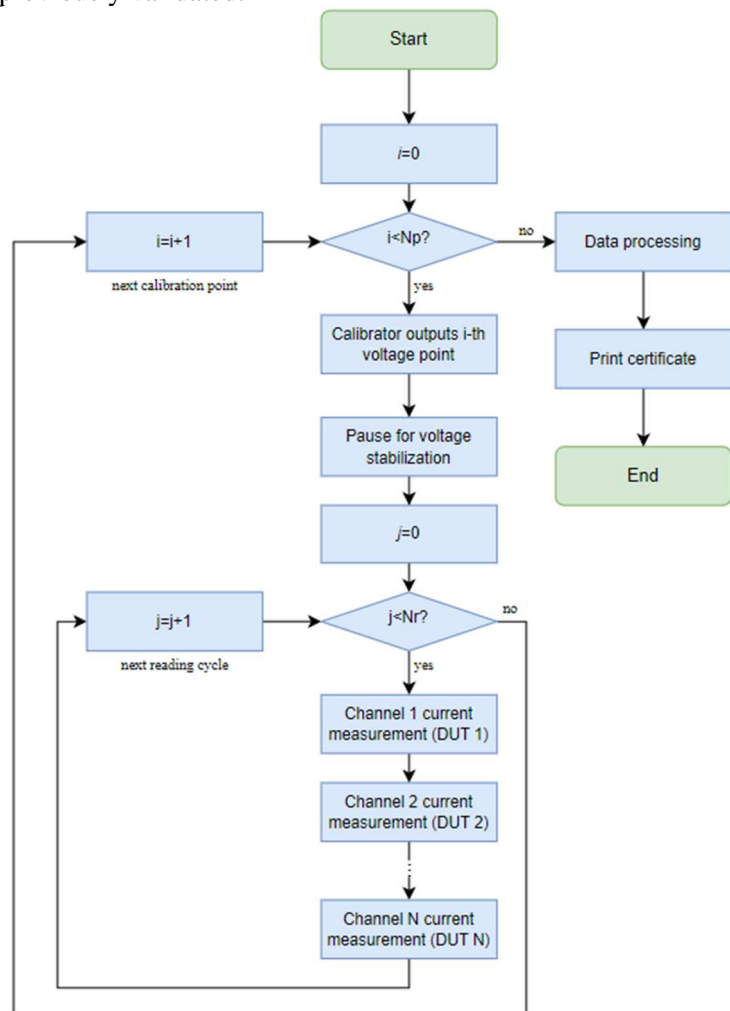 previously validated.
Start
i=0
i=i+1
i<Np?
no
Data processing
next calibration point
yes
Calibrator outputs i-th
voltage point
Print certificate
Pause for voltage
stabilization
End
j=0
j=j+1
j<Nr?
no
next reading cycle
yes
Channel 1 current
measurement (DUT 1)
Channel 2 current
measurement (DUT 2)
Channel N current
measurement (DUT N)